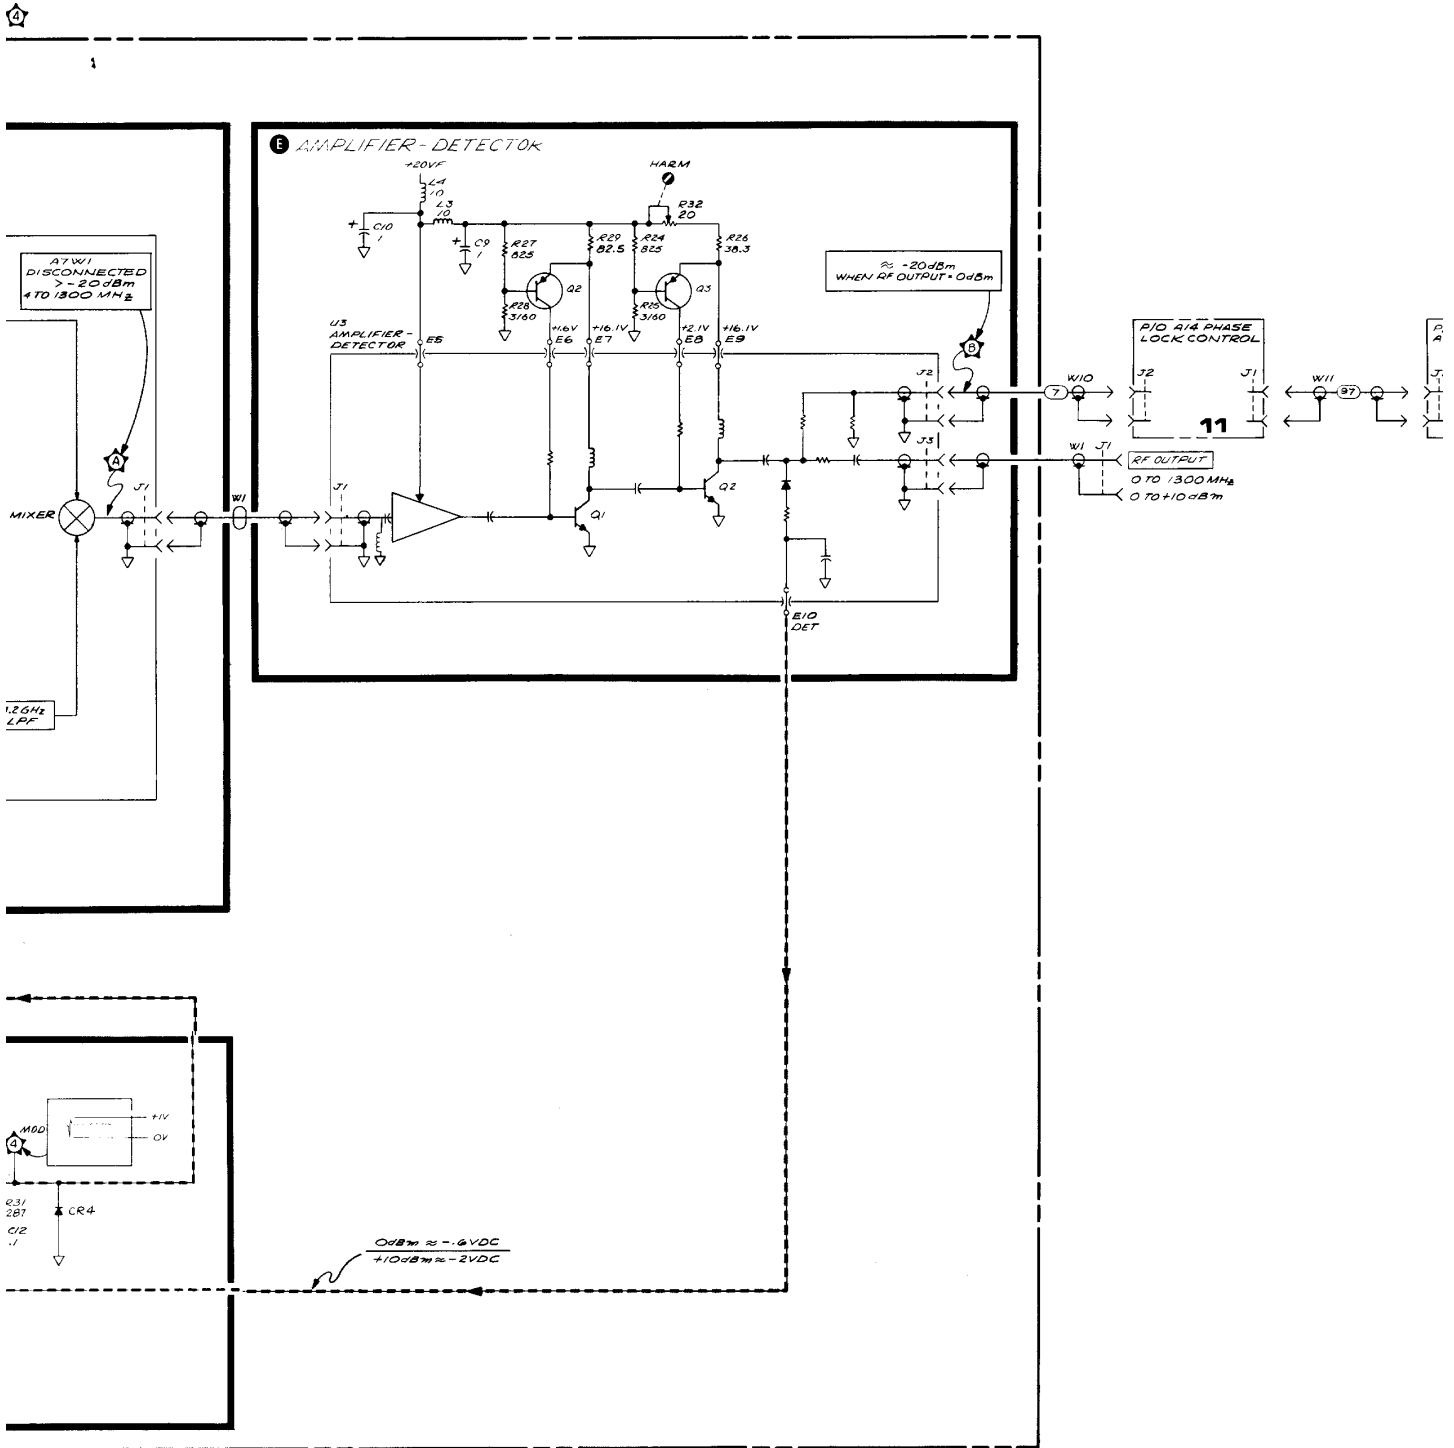 4
E AMPLIFIER-DETECTOR
+20VF
L4
10
L3
10
+
C10
1
+
C9
1
R27
825
R28
3160
Q2
R29
82.5
R24
825
R25
3160
Q3
HARM
R32
20
R26
38.3
A7W1
DISCONNECTED
> -20dBm
4 TO 1300 MHz
≈ -20dBm
WHEN RF OUTPUT = 0dBm
U3
AMPLIFIER-
DETECTOR
E5
+1.6V
E6
+16.1V
E7
+2.1V
E8
+16.1V
E9
B
J2
7
W10
P/O A14 PHASE
LOCK CONTROL
J2
J1
11
W11
97
J3
W1
J1
RF OUTPUT
0 TO 1300 MHz
0 TO +10dBm
A
J1
MIXER
W1
J1
Q1
Q2
E10
DET
LPF
MOD
4
+1V
0V
R31
287
C12
.1
CR4
0dBm ≈ -.6VDC
+10dBm ≈ -2VDC